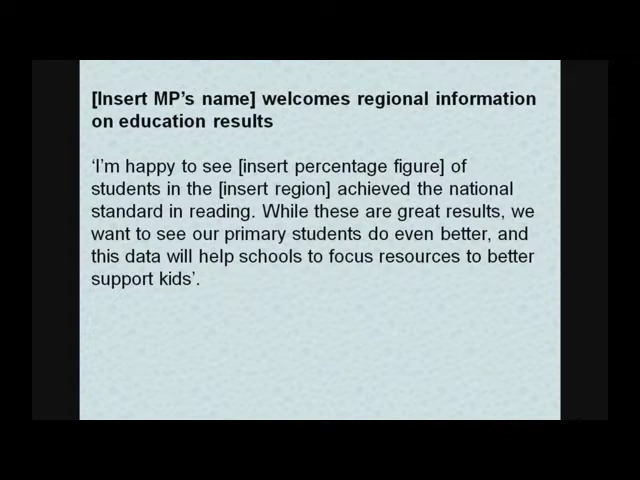 [Insert MP’s name] welcomes regional information
on education results
‘I’m happy to see [insert percentage figure] of
students in the [insert region] achieved the national
standard in reading. While these are great results, we
want to see our primary students do even better, and
this data will help schools to focus resources to better
support kids’.